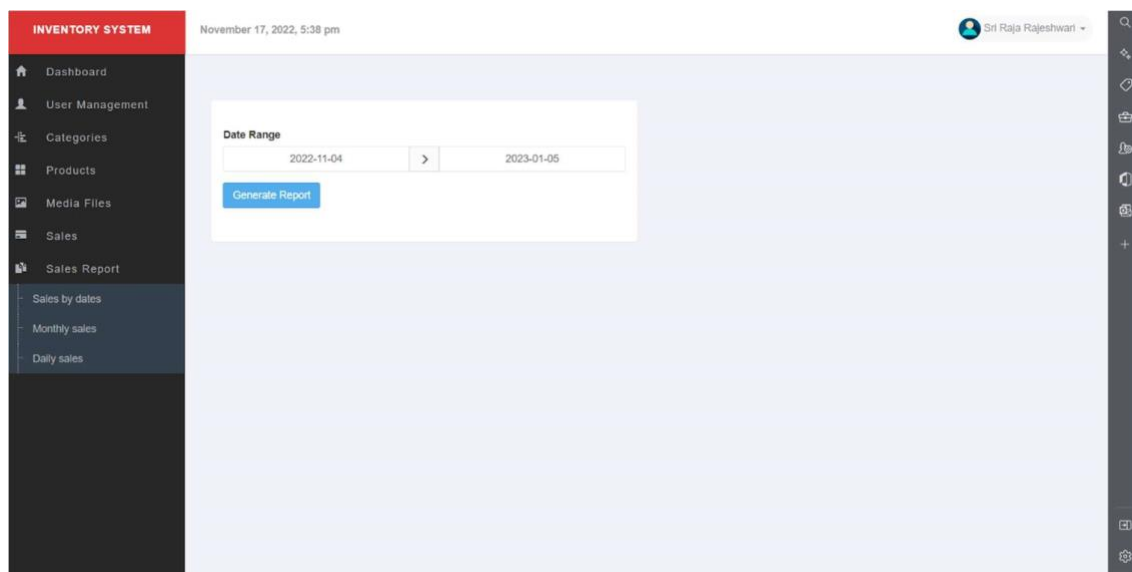 INVENTORY SYSTEM
November 17, 2022, 5:38 pm
Sri Raja Rajeshwari
Dashboard
User Management
Categories
Products
Media Files
Sales
Sales Report
Sales by dates
Monthly sales
Daily sales
Date Range
2022-11-04
2023-01-05
Generate Report